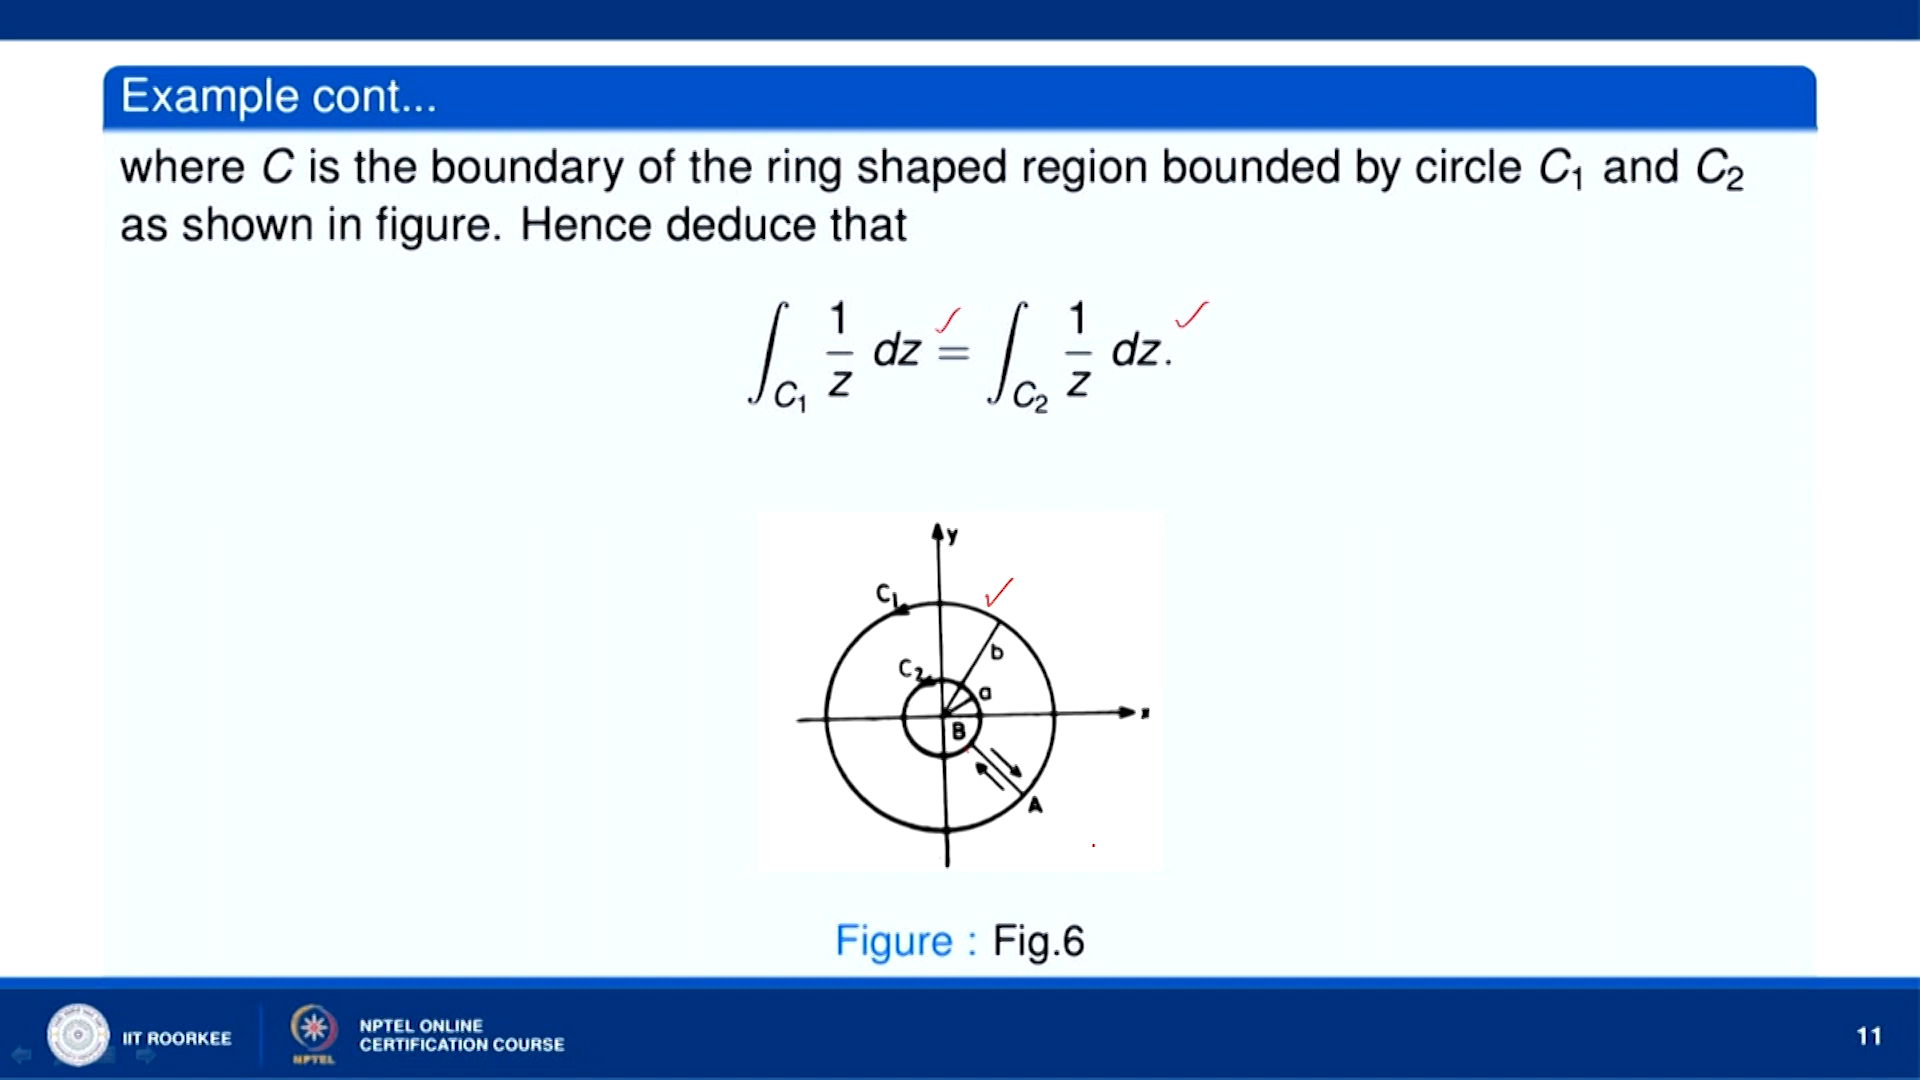 Example cont...
where C is the boundary of the ring shaped region bounded by circle C₁ and C₂
as shown in figure. Hence deduce that
∫_{C₁} 1/z dz = ∫_{C₂} 1/z dz.
y
C₁
b
C₂
a
x
B
A
Figure : Fig.6
IIT ROORKEE
NPTEL
NPTEL ONLINE
CERTIFICATION COURSE
11